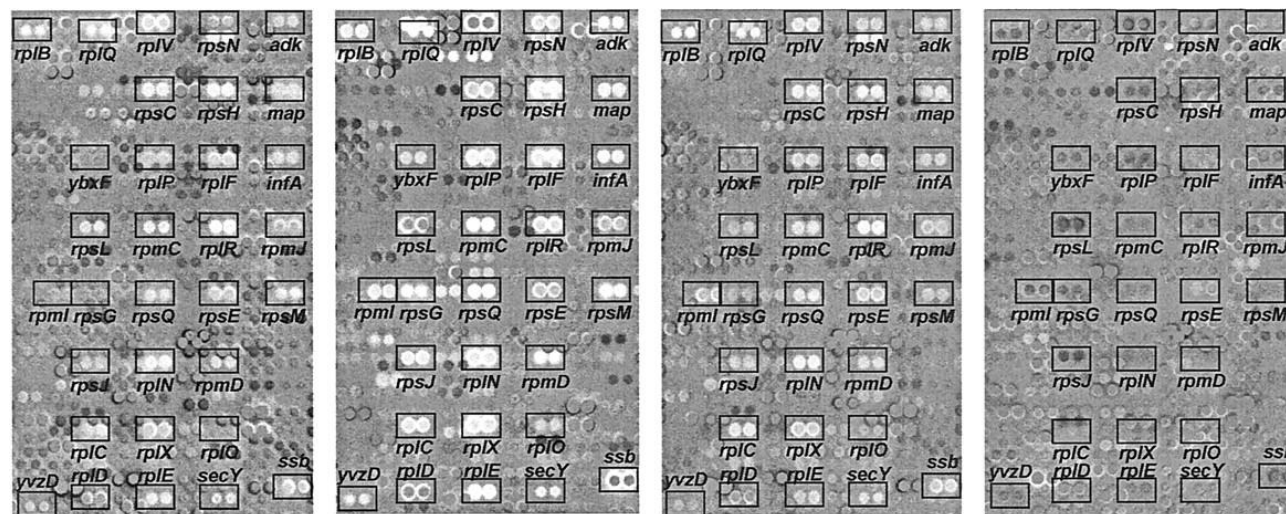 rplB rplQ rplV rpsN adk rplB rplQ rplV rpsN adk rplB rplQ rplV rpsN adk rplB rplQ rplV rpsN adk
rpsC rpsH map rpsC rpsH map rpsC rpsH map rpsC rpsH map
ybxF rplP rplF infA ybxF rplP rplF infA ybxF rplP rplF infA ybxF rplP rplF infA
rpsL rpmC rplR rpmJ rpsL rpmC rplR rpmJ rpsL rpmC rplR rpmJ rpsL rpmC rplR rpmJ
rpmI rpsG rpsQ rpsE rpsM rpmI rpsG rpsQ rpsE rpsM rpmI rpsG rpsQ rpsE rpsM rpmI rpsG rpsQ rpsE rpsM
rpsJ rplN rpmD rpsJ rplN rpmD rpsJ rplN rpmD rpsJ rplN rpmD
rplC rplX rplO rplC rplX rplO rplC rplX rplO rplC rplX rplO
yvzD rplD rplE secY ssb yvzD rplD rplE secY ssb yvzD rplD rplE secY ssb yvzD rplD rplE secY ssb